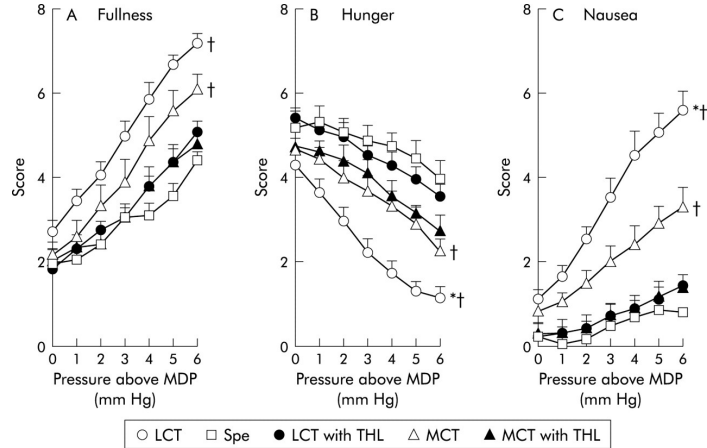 A Fullness
8
6
4
2
0
Score
†
†
0 1 2 3 4 5 6
Pressure above MDP
(mm Hg)
B Hunger
8
6
4
2
0
Score
†
*†
0 1 2 3 4 5 6
Pressure above MDP
(mm Hg)
C Nausea
8
6
4
2
0
Score
*†
†
0 1 2 3 4 5 6
Pressure above MDP
(mm Hg)
LCT Spe LCT with THL MCT MCT with THL